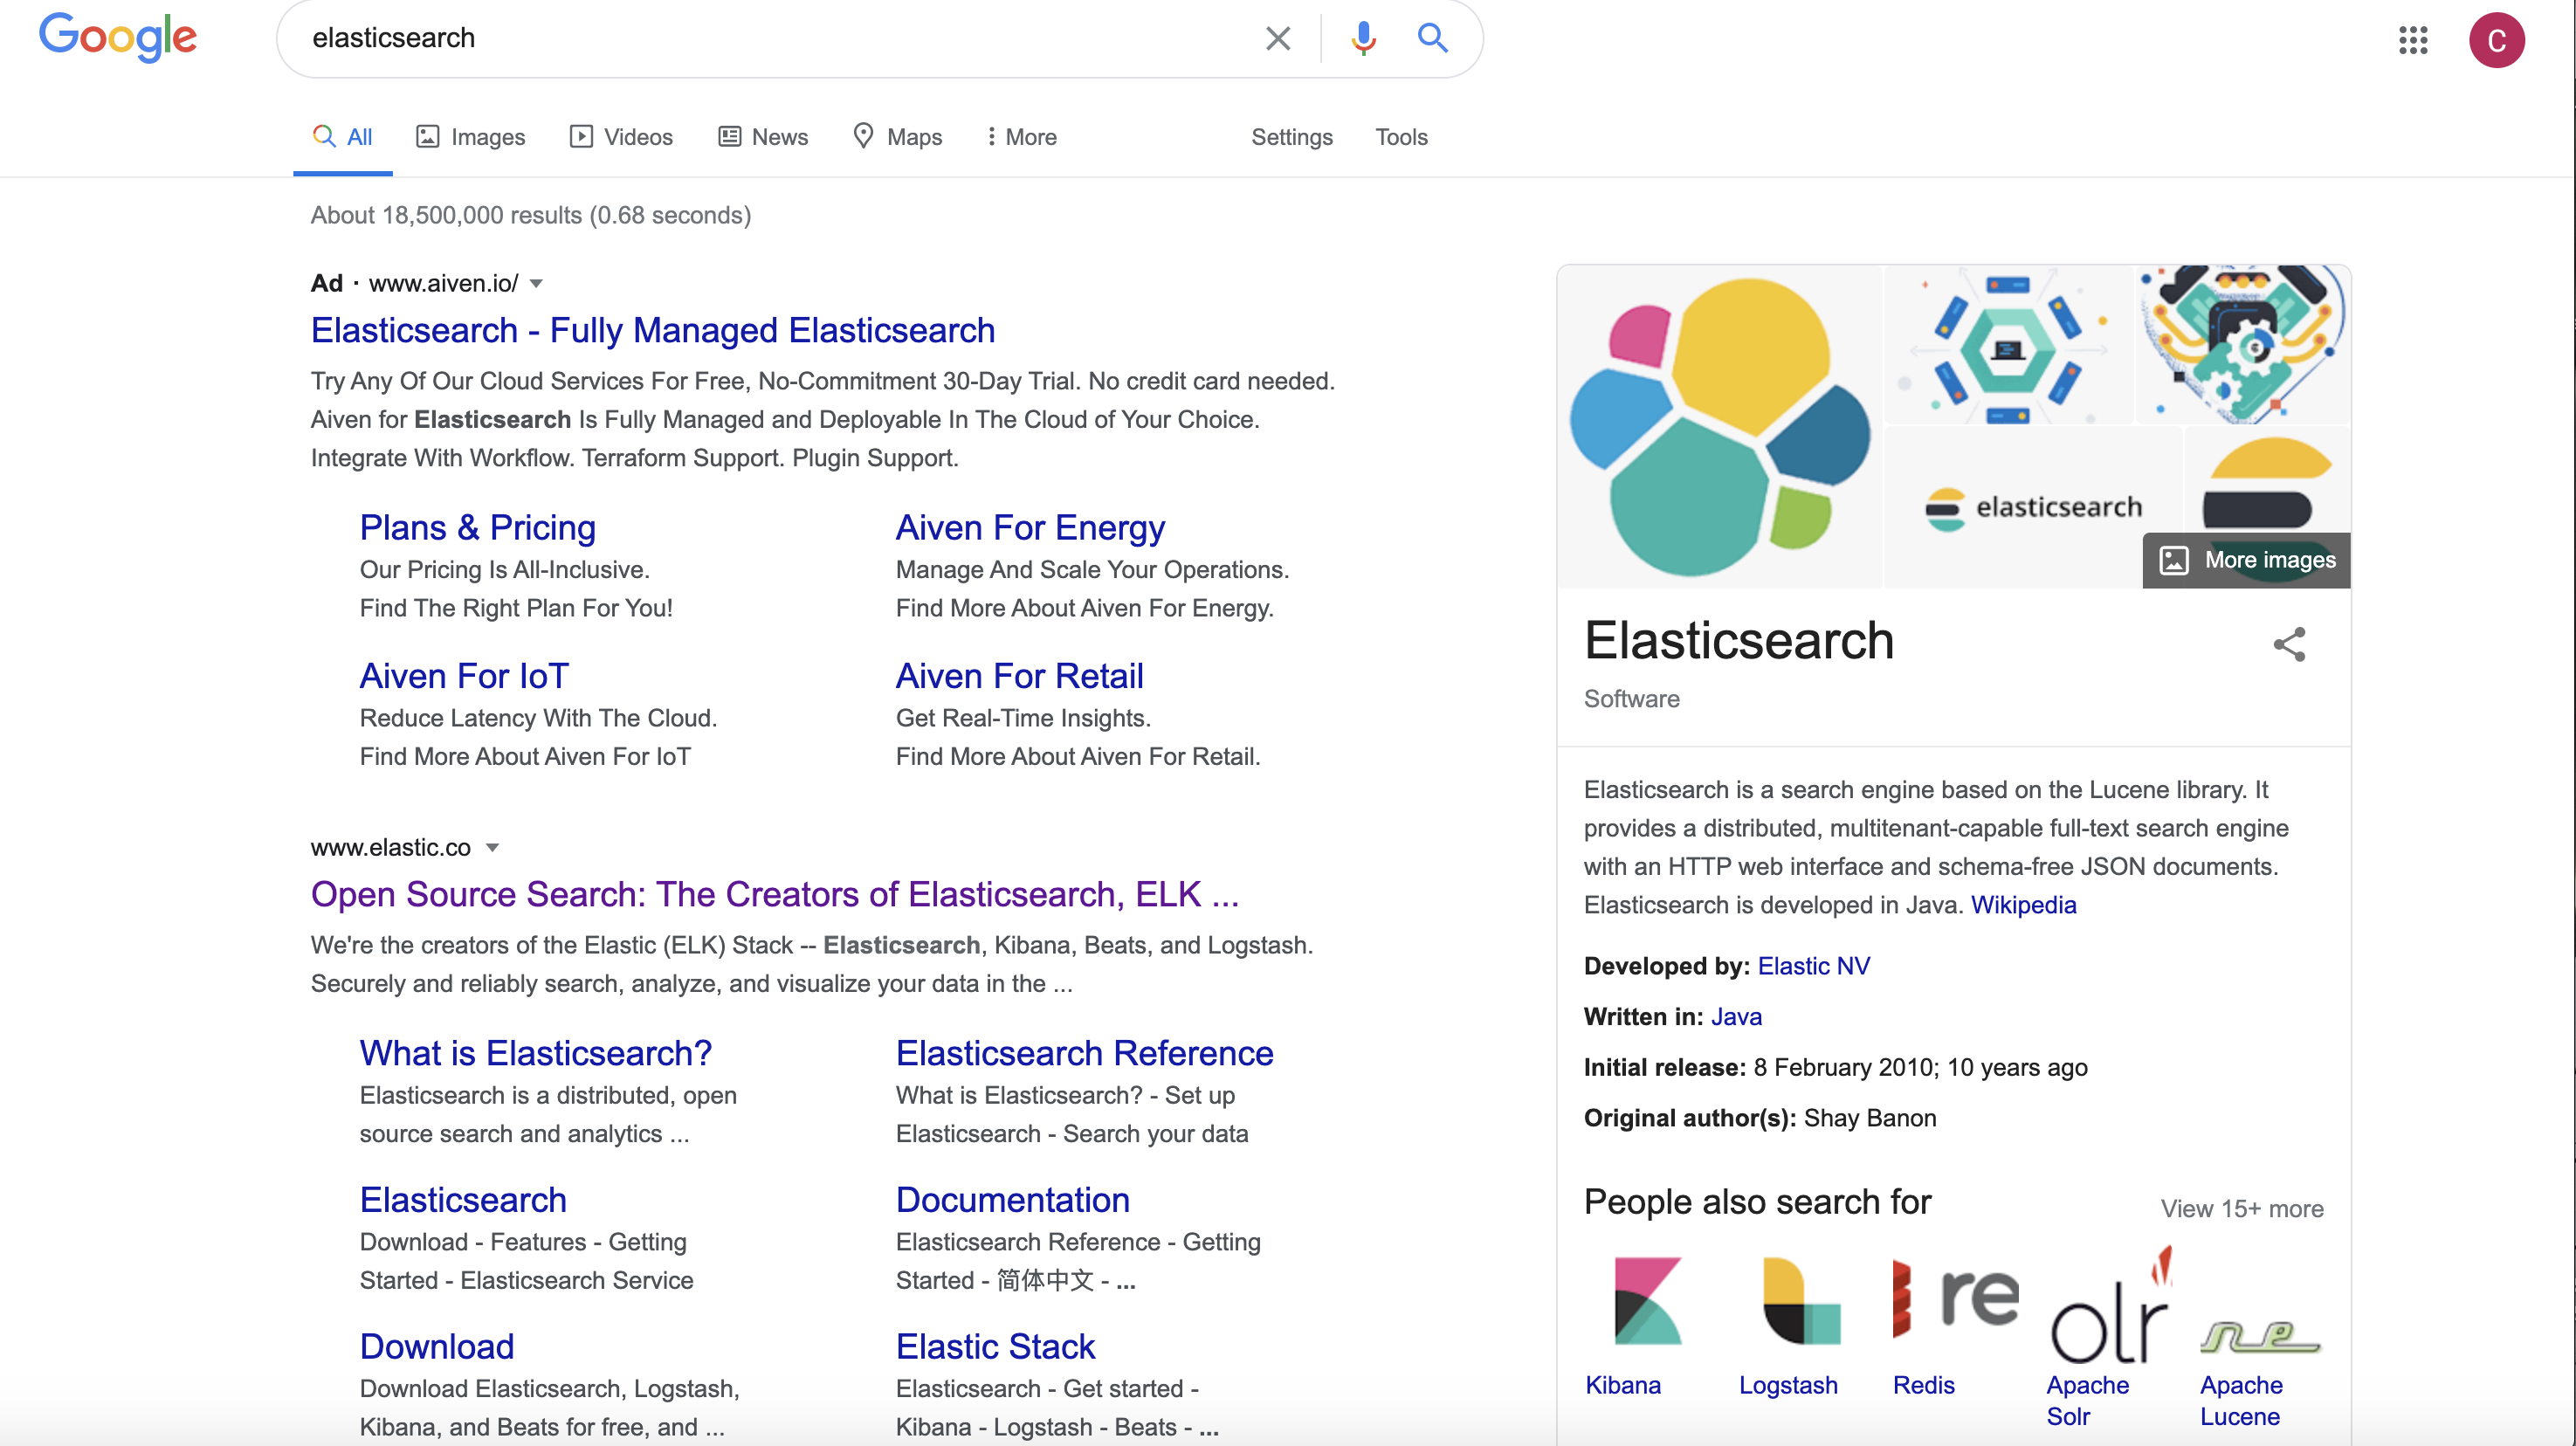 Google
elasticsearch
C
All
Images
Videos
News
Maps
More
Settings
Tools
About 18,500,000 results (0.68 seconds)
Ad · www.aiven.io/
Elasticsearch - Fully Managed Elasticsearch
Try Any Of Our Cloud Services For Free, No-Commitment 30-Day Trial. No credit card needed.
Aiven for Elasticsearch Is Fully Managed and Deployable In The Cloud of Your Choice.
Integrate With Workflow. Terraform Support. Plugin Support.
Plans & Pricing
Our Pricing Is All-Inclusive.
Find The Right Plan For You!
Aiven For Energy
Manage And Scale Your Operations.
Find More About Aiven For Energy.
Aiven For IoT
Reduce Latency With The Cloud.
Find More About Aiven For IoT
Aiven For Retail
Get Real-Time Insights.
Find More About Aiven For Retail.
www.elastic.co
Open Source Search: The Creators of Elasticsearch, ELK ...
We're the creators of the Elastic (ELK) Stack -- Elasticsearch, Kibana, Beats, and Logstash.
Securely and reliably search, analyze, and visualize your data in the ...
What is Elasticsearch?
Elasticsearch is a distributed, open
source search and analytics ...
Elasticsearch Reference
What is Elasticsearch? - Set up
Elasticsearch - Search your data
Elasticsearch
Download - Features - Getting
Started - Elasticsearch Service
Documentation
Elasticsearch Reference - Getting
Started - 简体中文 - ...
Download
Download Elasticsearch, Logstash,
Kibana, and Beats for free, and ...
Elastic Stack
Elasticsearch - Get started -
Kibana - Logstash - Beats - ...
elasticsearch
More images
Elasticsearch
Software
Elasticsearch is a search engine based on the Lucene library. It
provides a distributed, multitenant-capable full-text search engine
with an HTTP web interface and schema-free JSON documents.
Elasticsearch is developed in Java. Wikipedia
Developed by: Elastic NV
Written in: Java
Initial release: 8 February 2010; 10 years ago
Original author(s): Shay Banon
People also search for
View 15+ more
re
olr
ne
Kibana
Logstash
Redis
Apache
Solr
Apache
Lucene